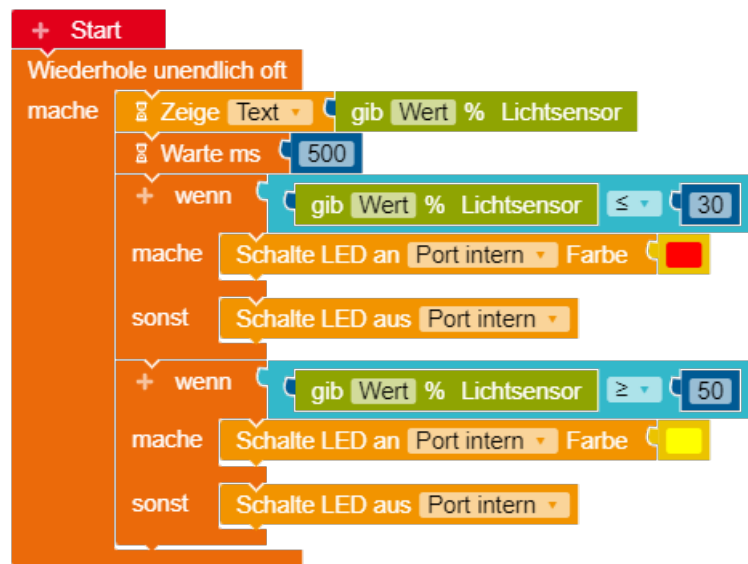 + Start
Wiederhole unendlich oft
mache Zeige Text gib Wert % Lichtsensor
Warte ms 500
+ wenn gib Wert % Lichtsensor ≤ 30
mache Schalte LED an Port intern Farbe
sonst Schalte LED aus Port intern
+ wenn gib Wert % Lichtsensor ≥ 50
mache Schalte LED an Port intern Farbe
sonst Schalte LED aus Port intern